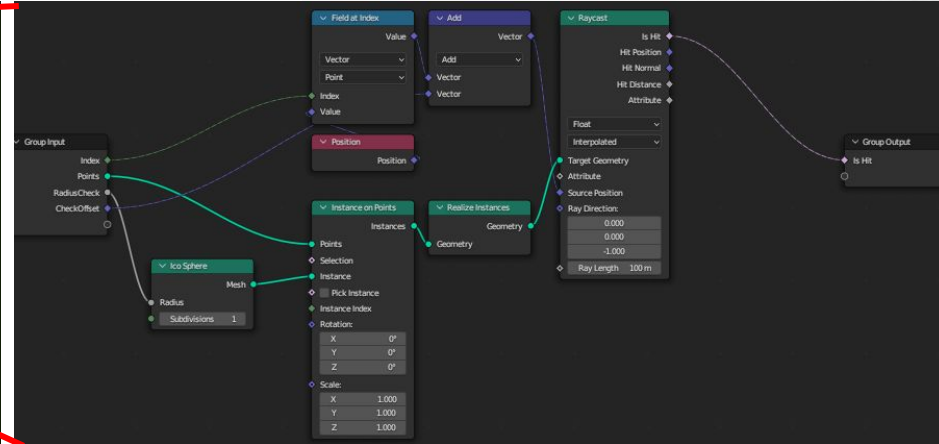 Group Input
Index
Points
RadiusCheck
CheckOffset
Ico Sphere
Mesh
Radius
Subdivisions 1
Field at Index
Value
Vector
Point
Index
Value
Position
Position
Instance on Points
Instances
Points
Selection
Instance
Pick Instance
Instance Index
Rotation:
X 0°
Y 0°
Z 0°
Scale:
X 1.000
Y 1.000
Z 1.000
Add
Vector
Add
Vector
Vector
Realize Instances
Geometry
Geometry
Raycast
Is Hit
Hit Position
Hit Normal
Hit Distance
Attribute
Float
Interpolated
Target Geometry
Attribute
Source Position
Ray Direction:
0.000
0.000
-1.000
Ray Length 100 m
Group Output
Is Hit